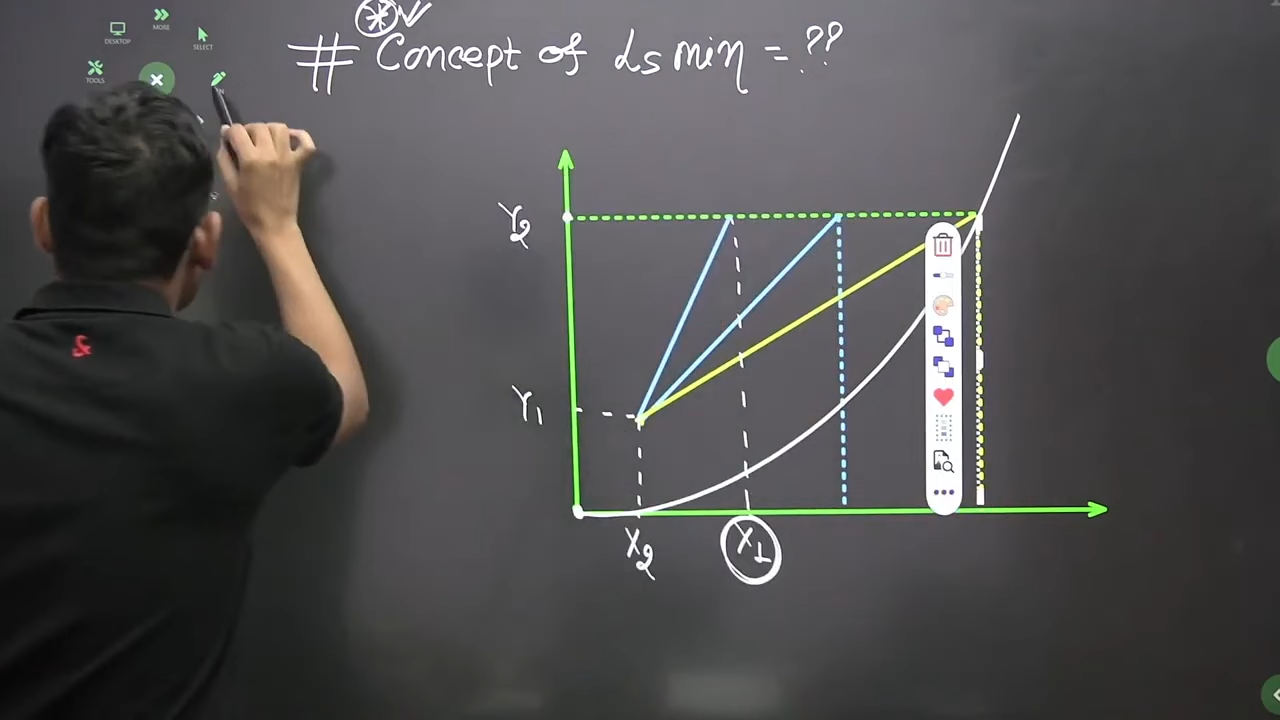 MORE
DESKTOP
SELECT
TOOLS
# Concept of Ls min = ??
Y2
Y1
X2
X1
&